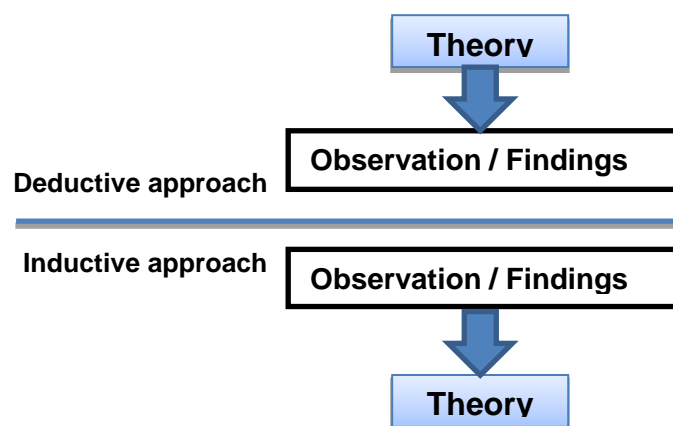 Theory
Observation / Findings
Deductive approach
Inductive approach
Observation / Findings
Theory